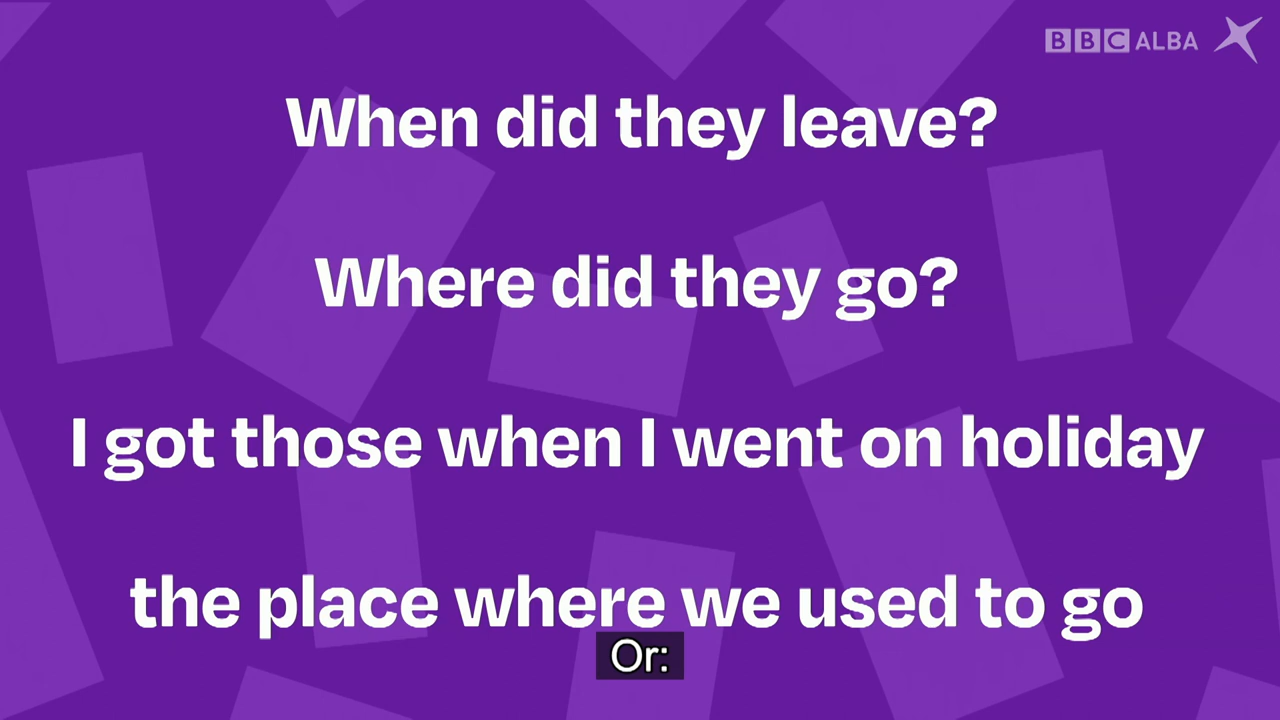 BBC ALBA
When did they leave?
Where did they go?
I got those when I went on holiday
the place where we used to go
Or: